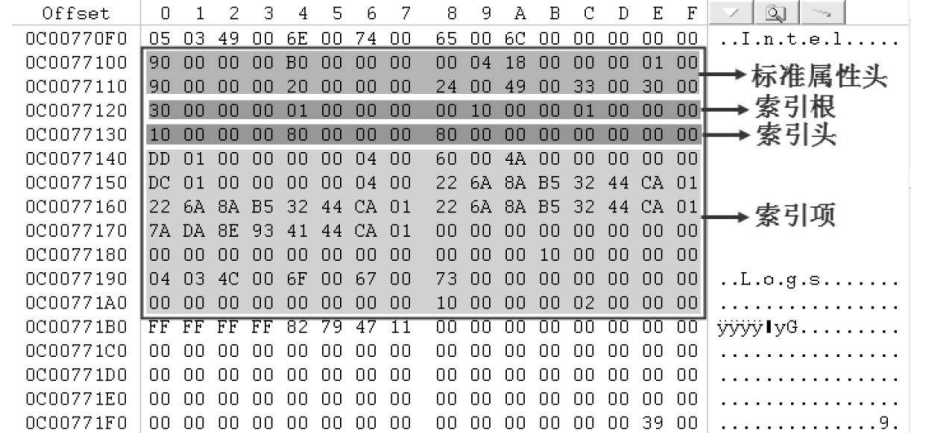 Offset 0 1 2 3 4 5 6 7 8 9 A B C D E F
0C00770F0 05 03 49 00 6E 00 74 00 65 00 6C 00 00 00 00 00 ..I.n.t.e.l.....
0C0077100 90 00 00 00 B0 00 00 00 00 04 18 00 00 00 01 00
标准属性头
0C0077110 90 00 00 00 20 00 00 00 24 00 49 00 33 00 30 00
0C0077120 30 00 00 00 01 00 00 00 00 10 00 00 01 00 00 00 索引根
0C0077130 10 00 00 00 80 00 00 00 80 00 00 00 00 00 00 00 索引头
0C0077140 DD 01 00 00 00 00 04 00 60 00 4A 00 00 00 00 00
0C0077150 DC 01 00 00 00 00 04 00 22 6A 8A B5 32 44 CA 01
0C0077160 22 6A 8A B5 32 44 CA 01 22 6A 8A B5 32 44 CA 01
索引项
0C0077170 7A DA 8E 93 41 44 CA 01 00 00 00 00 00 00 00 00
0C0077180 00 00 00 00 00 00 00 00 00 00 00 10 00 00 00 00
0C0077190 04 03 4C 00 6F 00 67 00 73 00 00 00 00 00 00 00 ..L.o.g.s.......
0C00771A0 00 00 00 00 00 00 00 00 10 00 00 00 02 00 00 00 ................
0C00771B0 FF FF FF FF 82 79 47 11 00 00 00 00 00 00 00 00 ÿÿÿÿ‖yG.........
0C00771C0 00 00 00 00 00 00 00 00 00 00 00 00 00 00 00 00 ................
0C00771D0 00 00 00 00 00 00 00 00 00 00 00 00 00 00 00 00 ................
0C00771E0 00 00 00 00 00 00 00 00 00 00 00 00 00 00 00 00 ................
0C00771F0 00 00 00 00 00 00 00 00 00 00 00 00 00 00 39 00 ..............9.